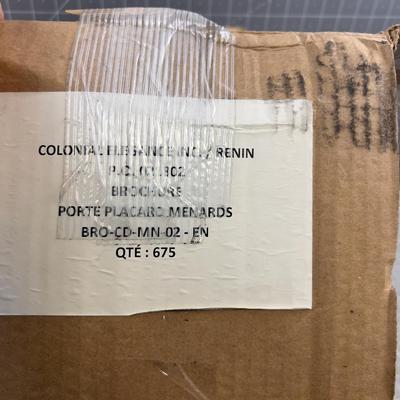 COLONIAL ELEGANCE INC. / RENIN
BROCHURE
PORTE PLACARD MENARDS
BRO-CD-MN-02 - EN
QTÉ : 675